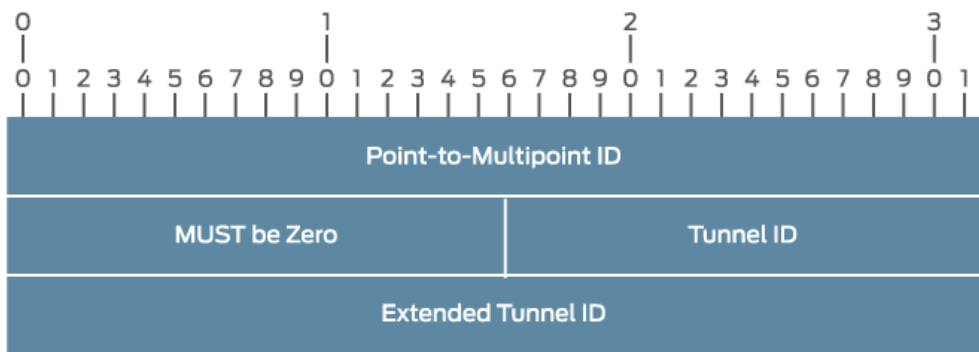 0 1 2 3
0 1 2 3 4 5 6 7 8 9 0 1 2 3 4 5 6 7 8 9 0 1 2 3 4 5 6 7 8 9 0 1
Point-to-Multipoint ID
MUST be Zero Tunnel ID
Extended Tunnel ID